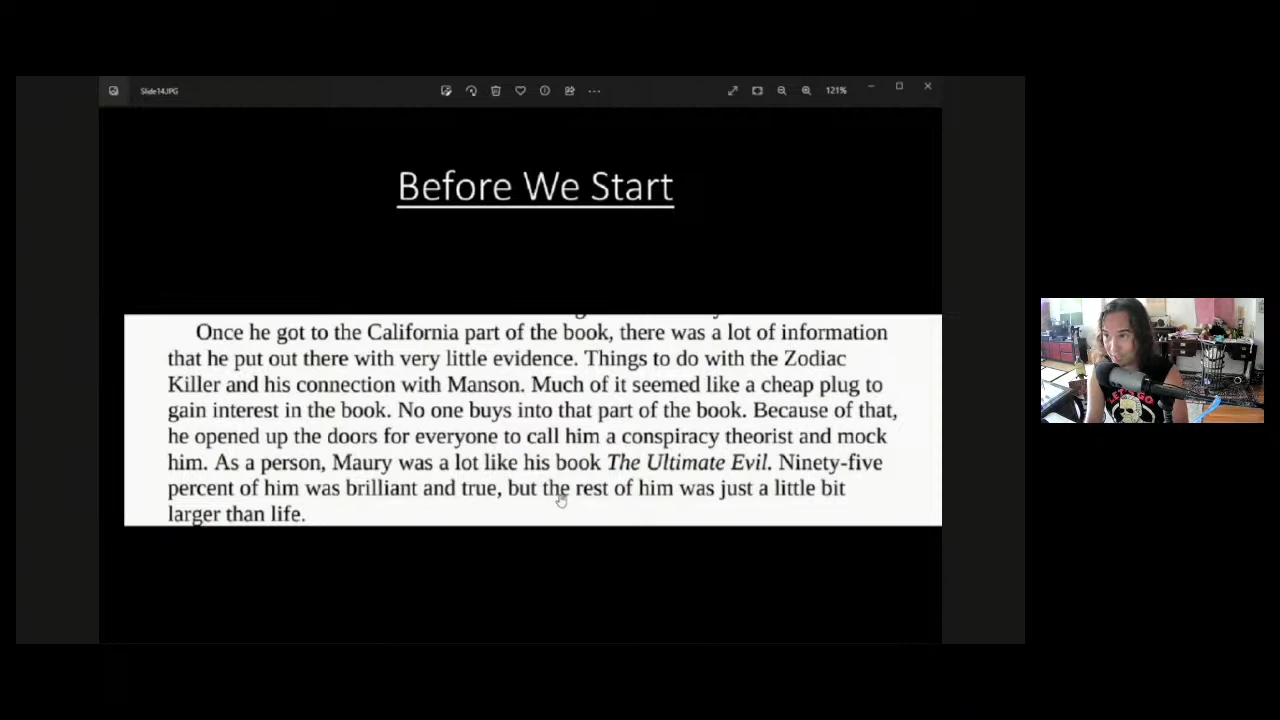 Slide14.JPG
121%
Before We Start
Once he got to the California part of the book, there was a lot of information
that he put out there with very little evidence. Things to do with the Zodiac
Killer and his connection with Manson. Much of it seemed like a cheap plug to
gain interest in the book. No one buys into that part of the book. Because of that,
he opened up the doors for everyone to call him a conspiracy theorist and mock
him. As a person, Maury was a lot like his book The Ultimate Evil. Ninety-five
percent of him was brilliant and true, but the rest of him was just a little bit
larger than life.